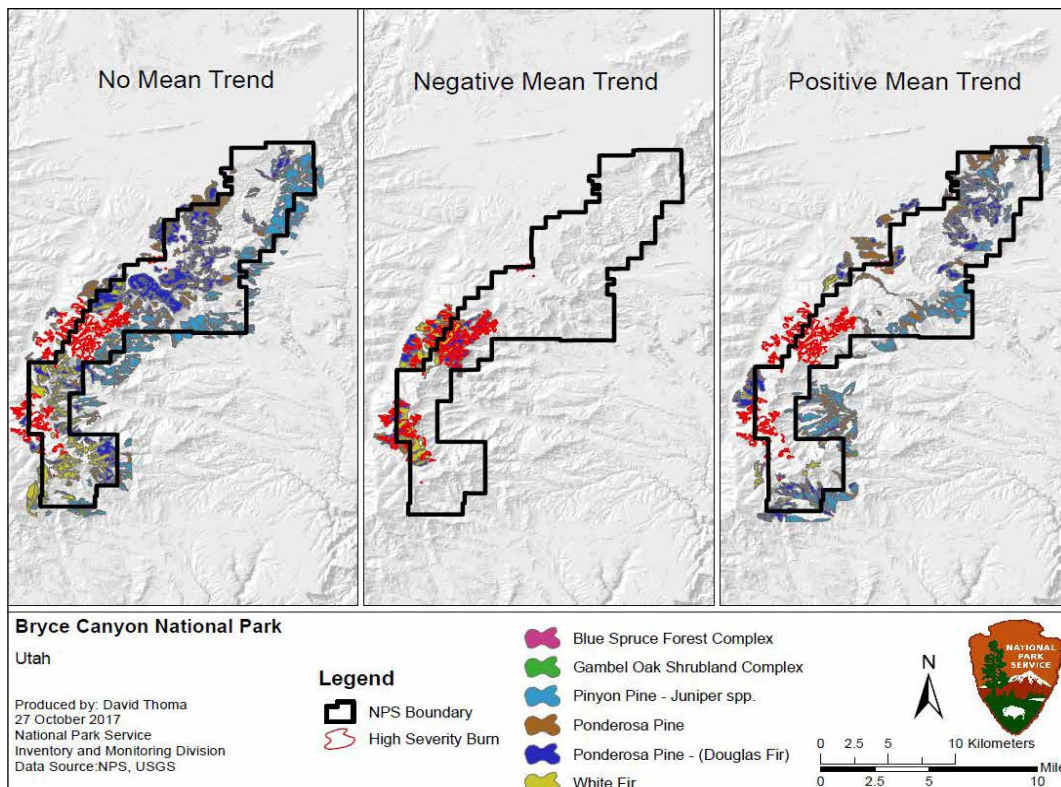 No Mean Trend
Negative Mean Trend
Positive Mean Trend
Bryce Canyon National Park
Utah
Produced by: David Thoma
27 October 2017
National Park Service
Inventory and Monitoring Division
Data Source:NPS, USGS
Legend
NPS Boundary
High Severity Burn
Blue Spruce Forest Complex
Gambel Oak Shrubland Complex
Pinyon Pine - Juniper spp.
Ponderosa Pine
Ponderosa Pine - (Douglas Fir)
White Fir
N
NATIONAL
PARK
SERVICE
0 2.5 5 10 Kilometers
Mile
0 2.5 5 10